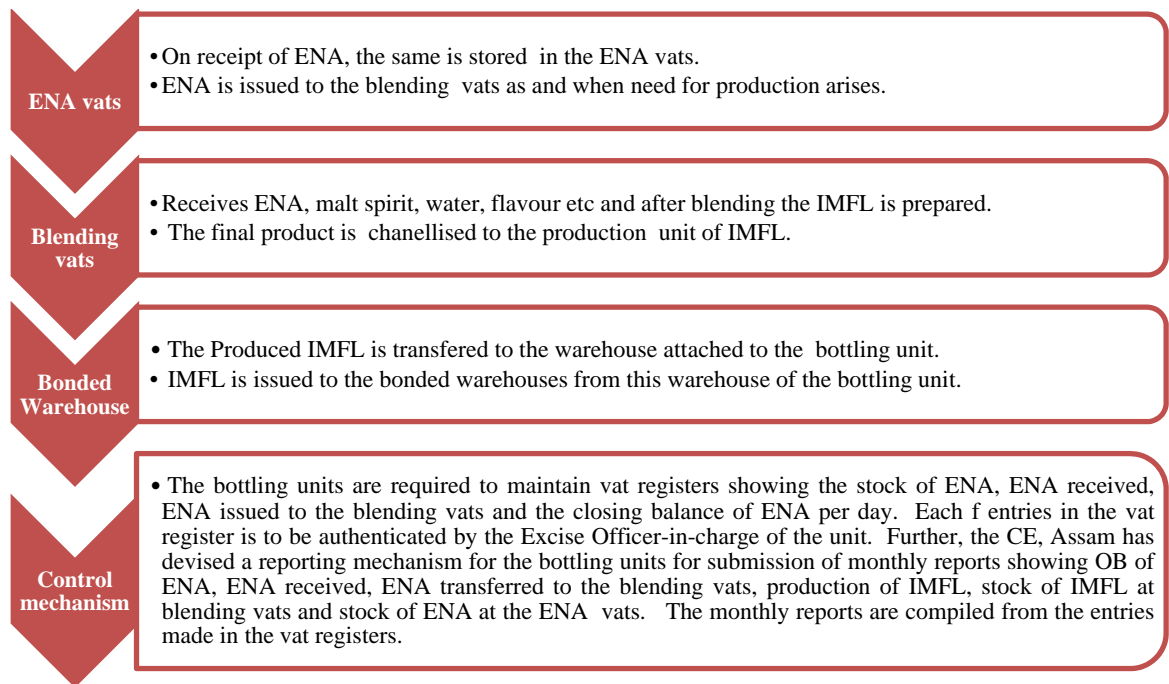 ENA vats
• On receipt of ENA, the same is stored in the ENA vats.
• ENA is issued to the blending vats as and when need for production arises.
Blending
vats
• Receives ENA, malt spirit, water, flavour etc and after blending the IMFL is prepared.
• The final product is chanellised to the production unit of IMFL.
Bonded
Warehouse
• The Produced IMFL is transfered to the warehouse attached to the bottling unit.
• IMFL is issued to the bonded warehouses from this warehouse of the bottling unit.
Control
mechanism
• The bottling units are required to maintain vat registers showing the stock of ENA, ENA received,
ENA issued to the blending vats and the closing balance of ENA per day. Each f entries in the vat
register is to be authenticated by the Excise Officer-in-charge of the unit. Further, the CE, Assam has
devised a reporting mechanism for the bottling units for submission of monthly reports showing OB of
ENA, ENA received, ENA transferred to the blending vats, production of IMFL, stock of IMFL at
blending vats and stock of ENA at the ENA vats. The monthly reports are compiled from the entries
made in the vat registers.